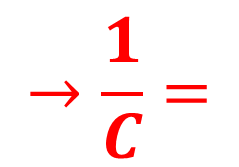 → 1/C =